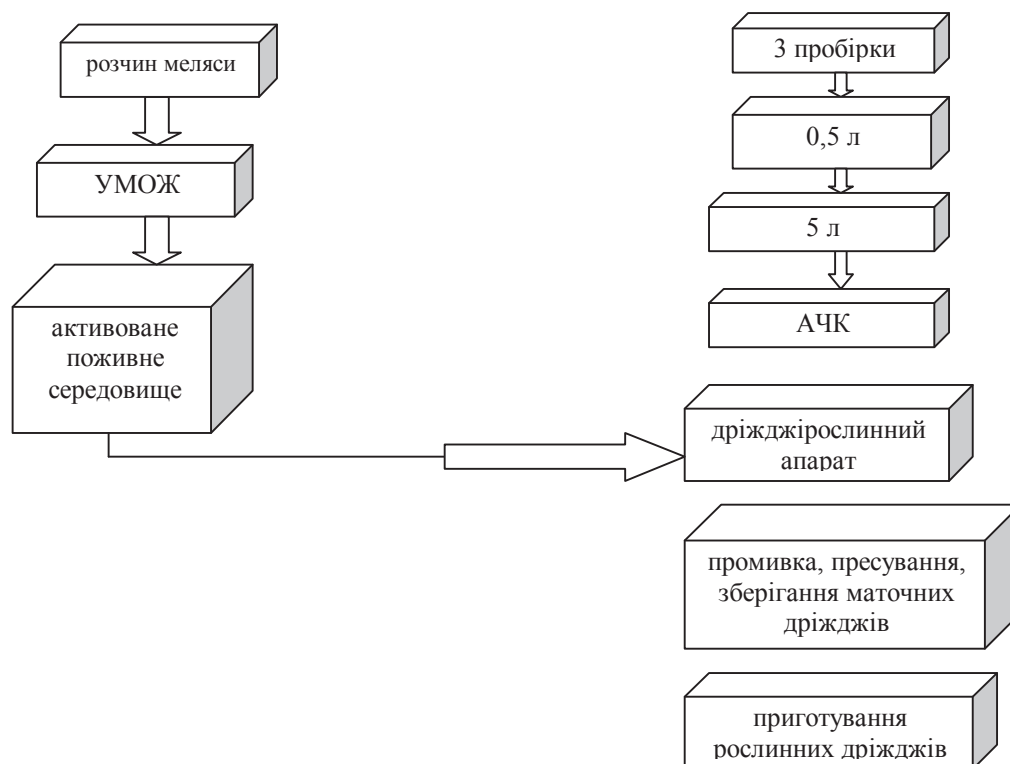 розчин меляси
УМОЖ
активоване
поживне
середовище
3 пробірки
0,5 л
5 л
АЧК
дріжджірослинний
апарат
промивка, пресування,
зберігання маточних
дріжджів
приготування
рослинних дріжджів